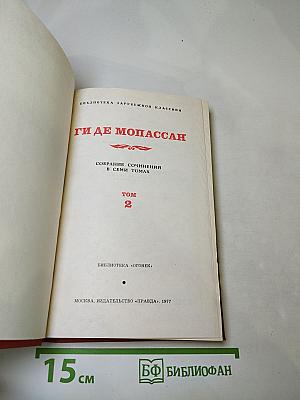 БИБЛИОТЕКА ЗАРУБЕЖНОЙ КЛАССИКИ
ГИ ДЕ МОПАССАН
СОБРАНИЕ СОЧИНЕНИЙ
В СЕМИ ТОМАХ
ТОМ
2
БИБЛИОТЕКА «ОГОНЕК»
МОСКВА. ИЗДАТЕЛЬСТВО «ПРАВДА», 1977
15 см
БФ БИБЛИОФАН